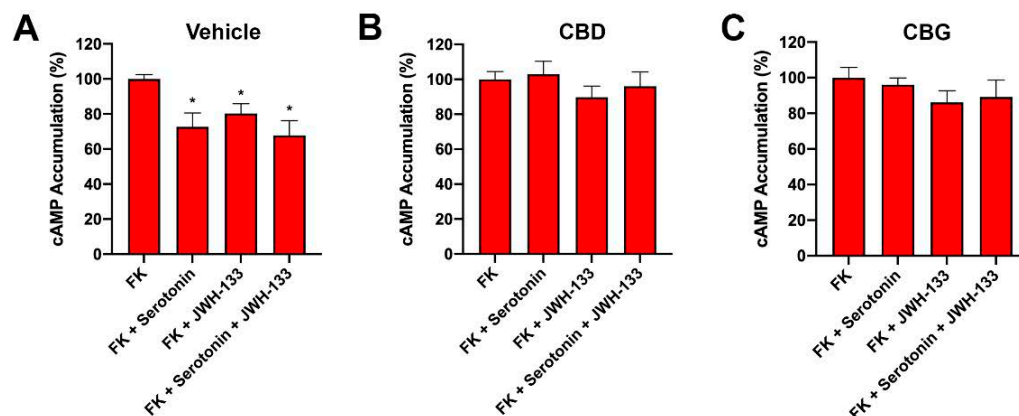 A
Vehicle
cAMP Accumulation (%)
120
100
80
60
40
20
0
*
*
*
FK
FK + Serotonin
FK + JWH-133
FK + Serotonin + JWH-133
B
CBD
cAMP Accumulation (%)
120
100
80
60
40
20
0
FK
FK + Serotonin
FK + JWH-133
FK + Serotonin + JWH-133
C
CBG
cAMP Accumulation (%)
120
100
80
60
40
20
0
FK
FK + Serotonin
FK + JWH-133
FK + Serotonin + JWH-133